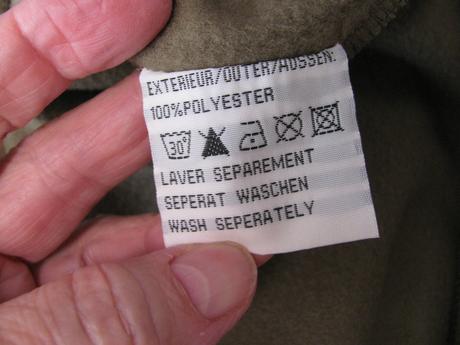 EXTERIEUR/OUTER/AUSSEN:
100%POLYESTER
30°
LAVER SEPAREMENT
SEPERAT WASCHEN
WASH SEPERATELY